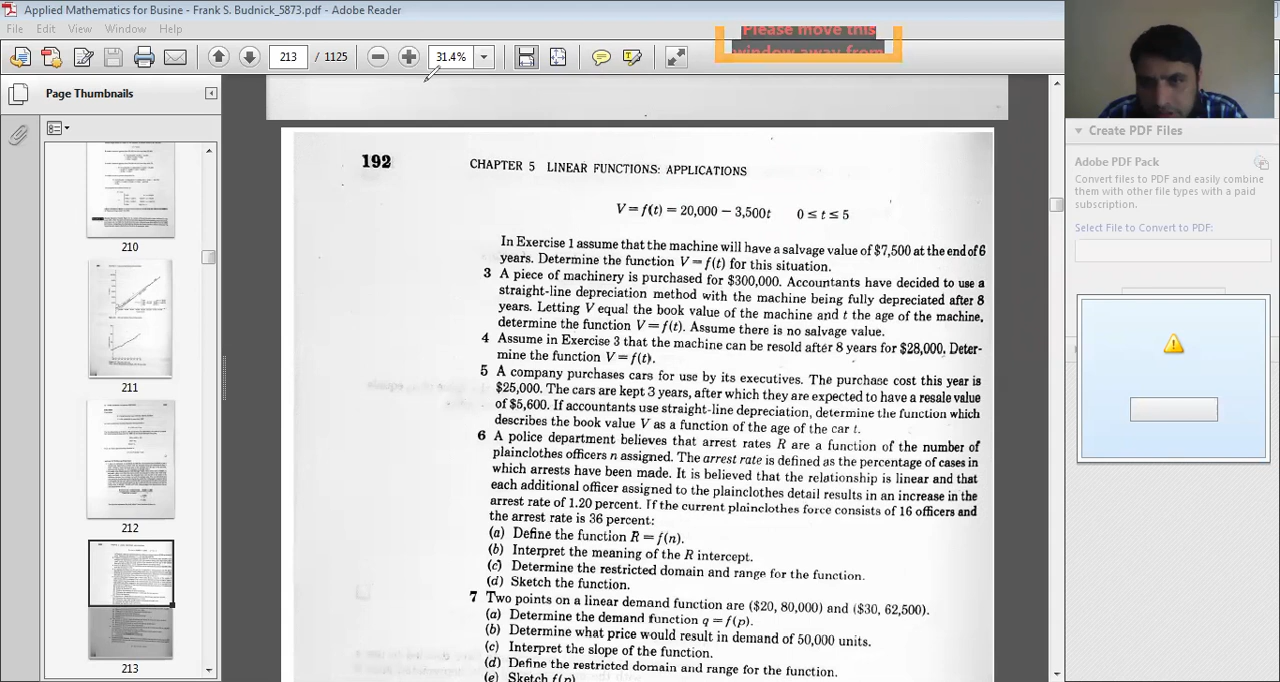 Applied Mathematics for Busine - Frank S. Budnick_5873.pdf - Adobe Reader
File Edit View Window Help
213 / 1125
31.4%
Please move this
window away from
Page Thumbnails
210
211
212
213
192
CHAPTER 5 LINEAR FUNCTIONS: APPLICATIONS
V = f(t) = 20,000 − 3,500t 0 ≤ t ≤ 5
In Exercise 1 assume that the machine will have a salvage value of $7,500 at the end of 6
years. Determine the function V = f(t) for this situation.
3 A piece of machinery is purchased for $300,000. Accountants have decided to use a
straight-line depreciation method with the machine being fully depreciated after 8
years. Letting V equal the book value of the machine and t the age of the machine,
determine the function V = f(t). Assume there is no salvage value.
4 Assume in Exercise 3 that the machine can be resold after 8 years for $28,000. Deter-
mine the function V = f(t).
5 A company purchases cars for use by its executives. The purchase cost this year is
$25,000. The cars are kept 3 years, after which they are expected to have a resale value
of $5,600. If accountants use straight-line depreciation, determine the function which
describes the book value V as a function of the age of the car t.
6 A police department believes that arrest rates R are a function of the number of
plainclothes officers n assigned. The arrest rate is defined as the percentage of cases in
which arrests have been made. It is believed that the relationship is linear and that
each additional officer assigned to the plainclothes detail results in an increase in the
arrest rate of 1.20 percent. If the current plainclothes force consists of 16 officers and
the arrest rate is 36 percent:
(a) Define the function R = f(n).
(b) Interpret the meaning of the R intercept.
(c) Determine the restricted domain and range for the function.
(d) Sketch the function.
7 Two points on a linear demand function are ($20, 80,000) and ($30, 62,500).
(a) Determine the demand function q = f(p).
(b) Determine what price would result in demand of 50,000 units.
(c) Interpret the slope of the function.
(d) Define the restricted domain and range for the function.
(e) Sketch f(p)
Create PDF Files
Adobe PDF Pack
Convert files to PDF and easily combine
them with other file types with a paid
subscription.
Select File to Convert to PDF: